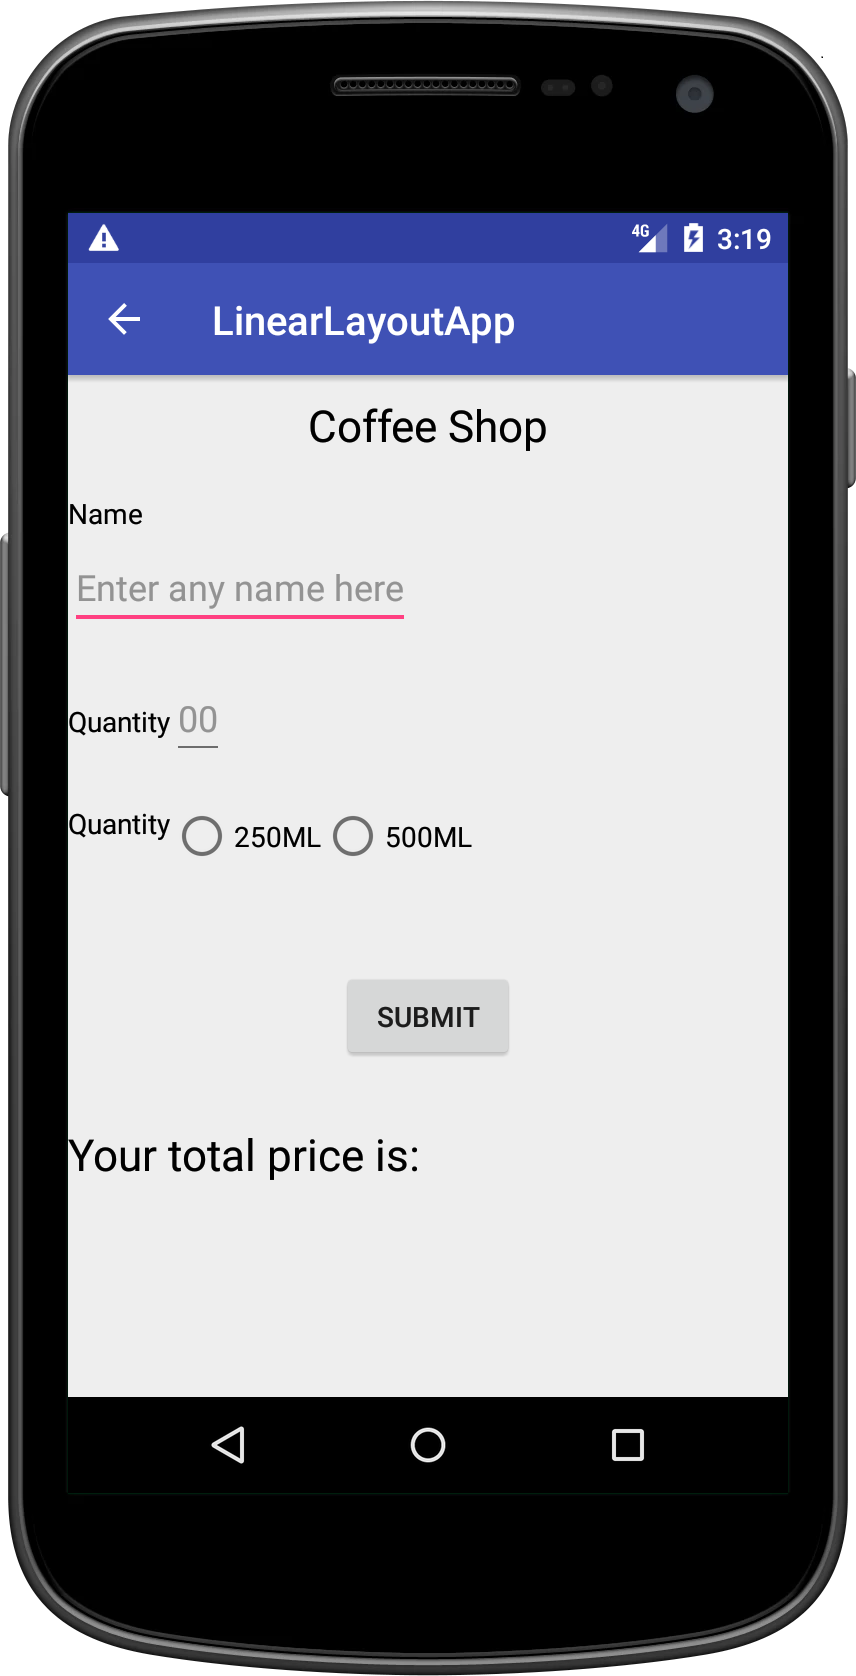 4G 3:19
LinearLayoutApp
Coffee Shop
Name
Enter any name here
Quantity 00
Quantity 250ML 500ML
SUBMIT
Your total price is: